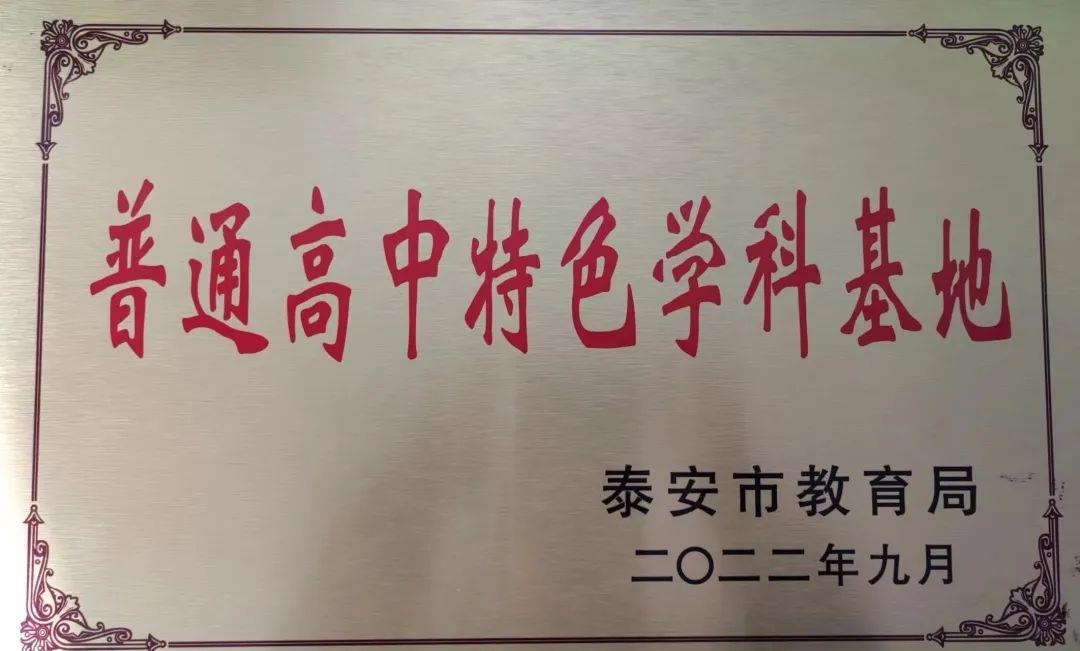 普通高中特色学科基地
泰安市教育局
二〇二二年九月